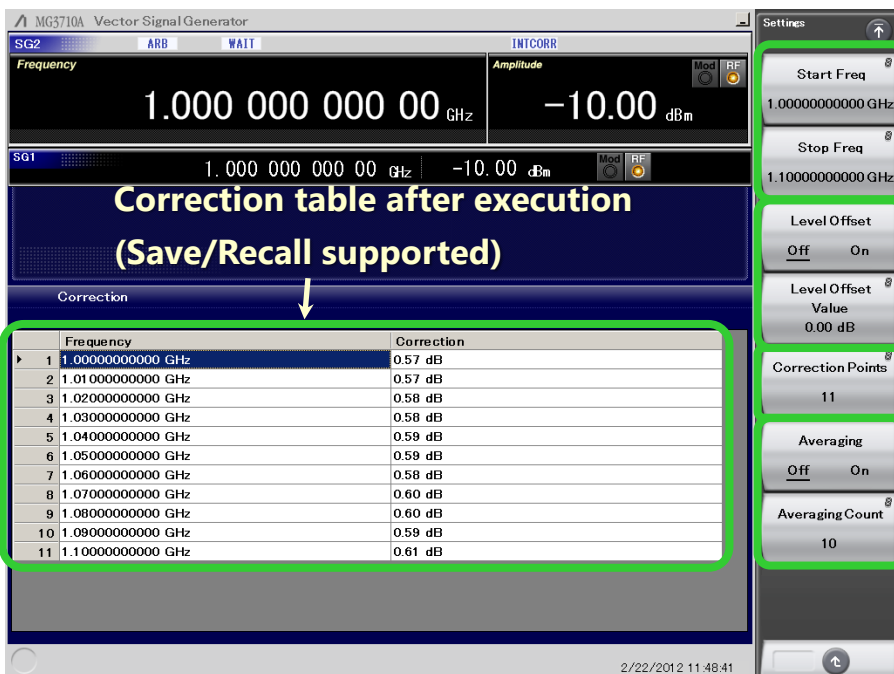 MG3710A Vector Signal Generator
SG2 ARB WAIT INTCORR
Frequency
1.000 000 000 00 GHz
Amplitude
Mod RF
-10.00 dBm
SG1 1.000 000 000 00 GHz -10.00 dBm Mod RF
Correction table after execution
(Save/Recall supported)
Correction
Frequency Correction
1 1.00000000000 GHz 0.57 dB
2 1.01000000000 GHz 0.57 dB
3 1.02000000000 GHz 0.58 dB
4 1.03000000000 GHz 0.58 dB
5 1.04000000000 GHz 0.59 dB
6 1.05000000000 GHz 0.59 dB
7 1.06000000000 GHz 0.58 dB
8 1.07000000000 GHz 0.60 dB
9 1.08000000000 GHz 0.60 dB
10 1.09000000000 GHz 0.59 dB
11 1.10000000000 GHz 0.61 dB
2/22/2012 11:48:41
Settings
Start Freq
1.00000000000 GHz
Stop Freq
1.10000000000 GHz
Level Offset
Off On
Level Offset
Value
0.00 dB
Correction Points
11
Averaging
Off On
Averaging Count
10